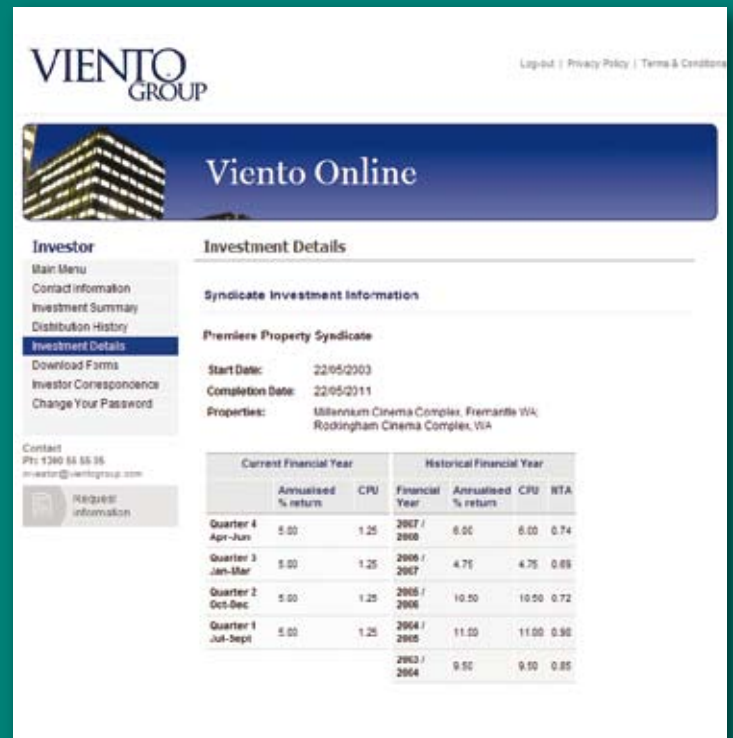 VIENTO
GROUP
Log-out | Privacy Policy | Terms & Conditions
Viento Online
Investor
Main Menu
Contact Information
Investment Summary
Distribution History
Investment Details
Download Forms
Investor Correspondence
Change Your Password
Contact
Request
information
Investment Details
Syndicate Investment Information
Premiere Property Syndicate
Start Date: 22/05/2003
Completion Date: 22/05/2011
Properties: Millennium Cinema Complex, Fremantle WA;
Rockingham Cinema Complex, WA
Current Financial Year Historical Financial Year
Annualised % return CPU Financial Year Annualised % return CPU NTA
Quarter 4 Apr-Jun 5.00 1.25 2007 / 2008 6.00 6.00 0.74
Quarter 3 Jan-Mar 5.00 1.25 2006 / 2007 4.75 4.75
Quarter 2 Oct-Dec 5.00 1.25 2005 / 2006 10.50 10.50 0.72
Quarter 1 Jul-Sept 5.00 1.25 2004 / 2005 11.00 11.00 0.90
2003 / 2004 9.50 9.50 0.85